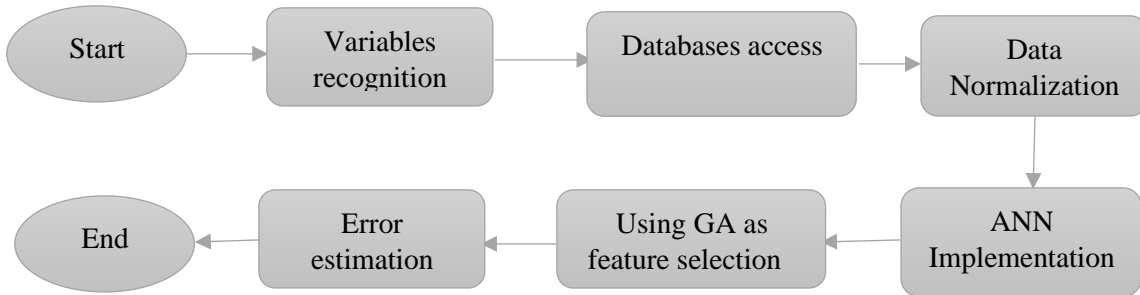 Start
Variables
recognition
Databases access
Data
Normalization
ANN
Implementation
Using GA as
feature selection
Error
estimation
End